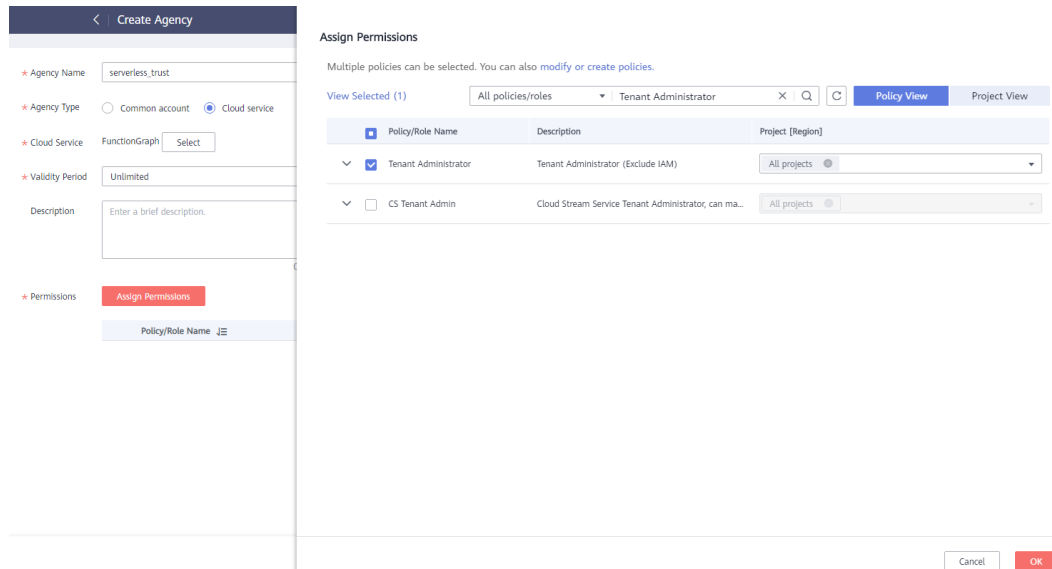 Create Agency
* Agency Name serverless_trust
* Agency Type Common account Cloud service
* Cloud Service FunctionGraph Select
* Validity Period Unlimited
Description Enter a brief description.
* Permissions Assign Permissions
Policy/Role Name
Assign Permissions
Multiple policies can be selected. You can also modify or create policies.
View Selected (1) All policies/roles Tenant Administrator Policy View Project View
Policy/Role Name Description Project [Region]
Tenant Administrator Tenant Administrator (Exclude IAM) All projects
CS Tenant Admin Cloud Stream Service Tenant Administrator, can ma... All projects
Cancel OK